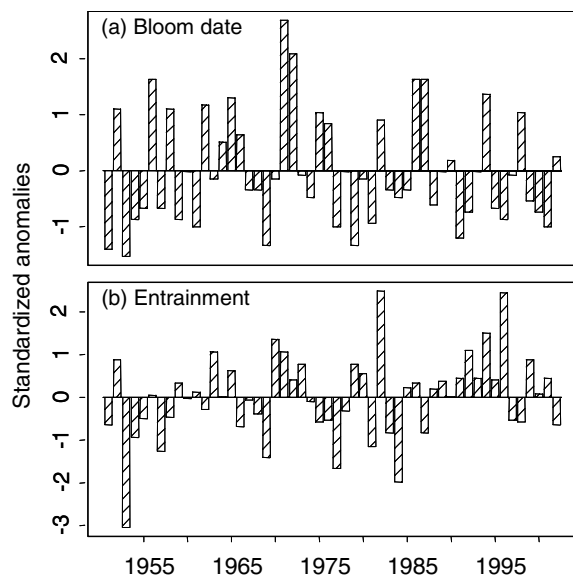 (a) Bloom date
2
1
0
-1
Standardized anomalies
(b) Entrainment
2
1
0
-1
-2
-3
1955 1965 1975 1985 1995